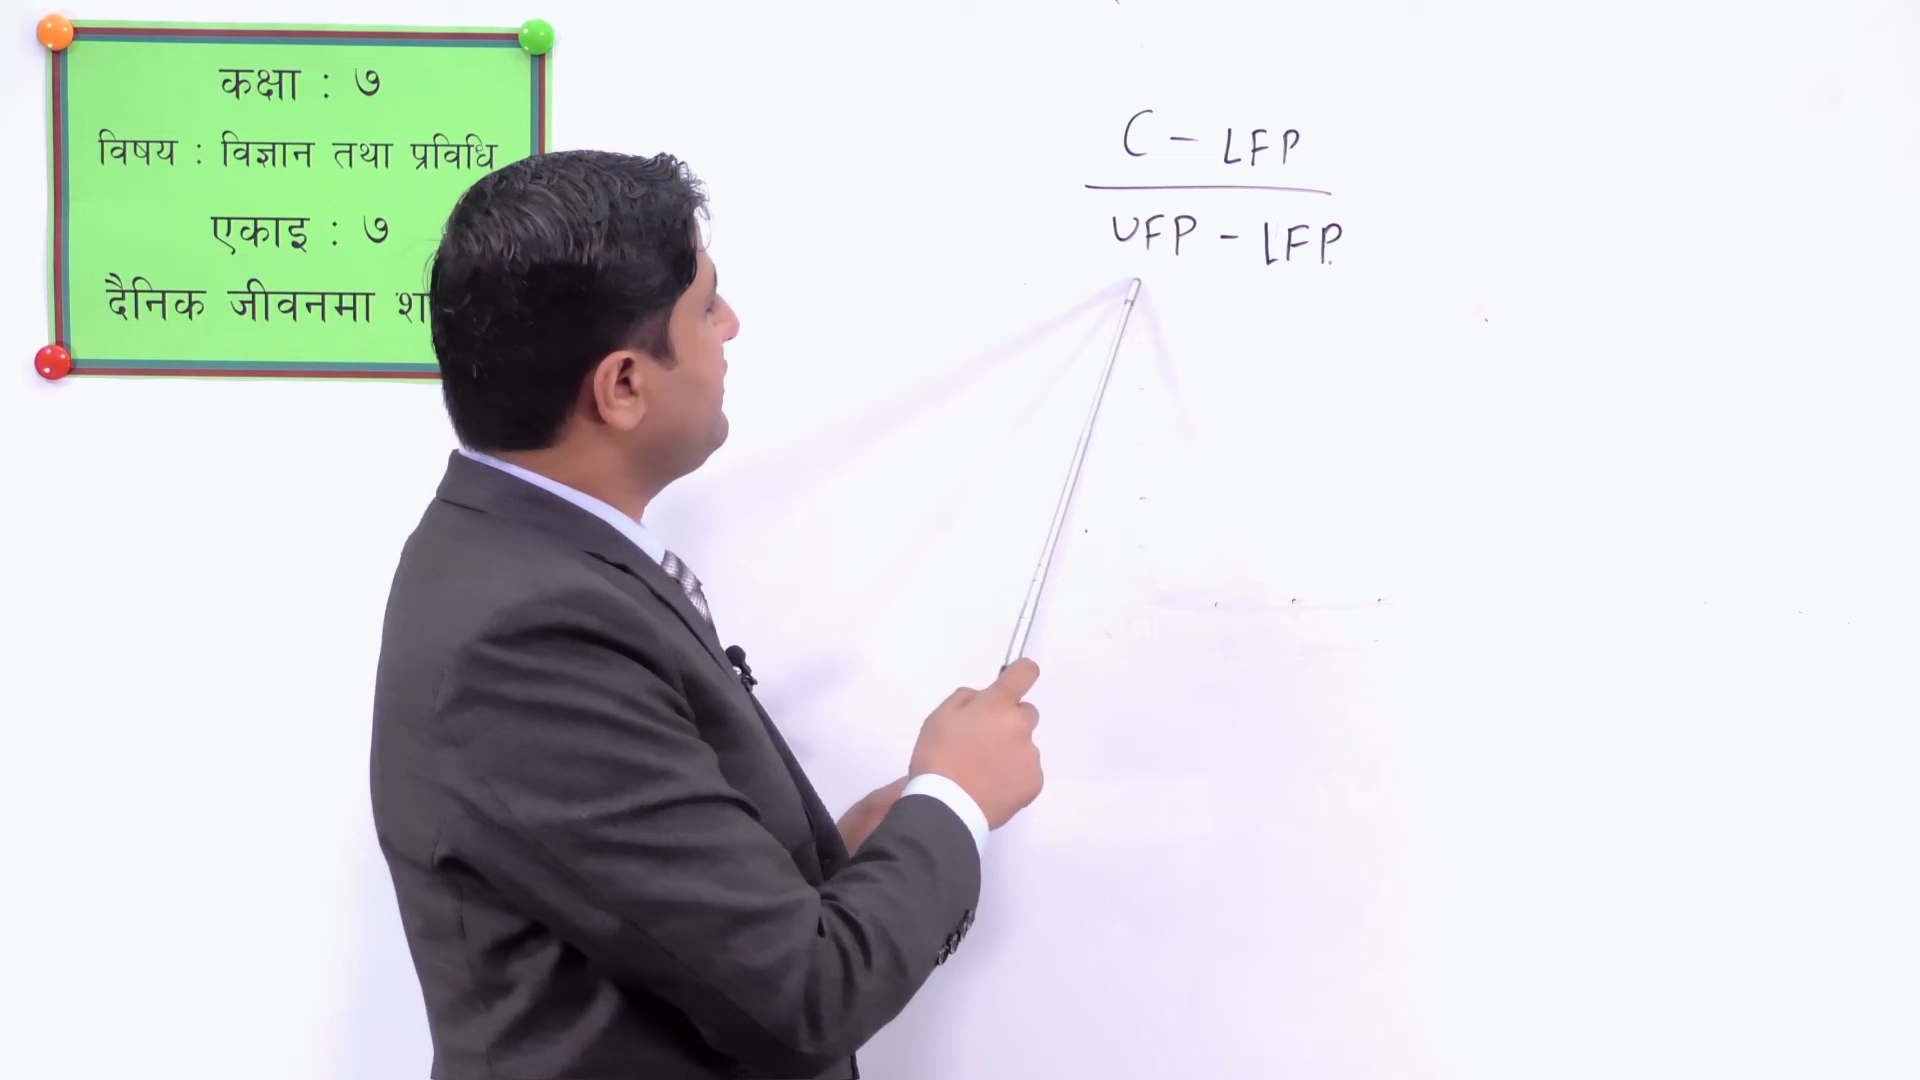 कक्षा : ७
विषय : विज्ञान तथा प्रविधि
एकाइ : ७
दैनिक जीवनमा
C - LFP
UFP - LFP